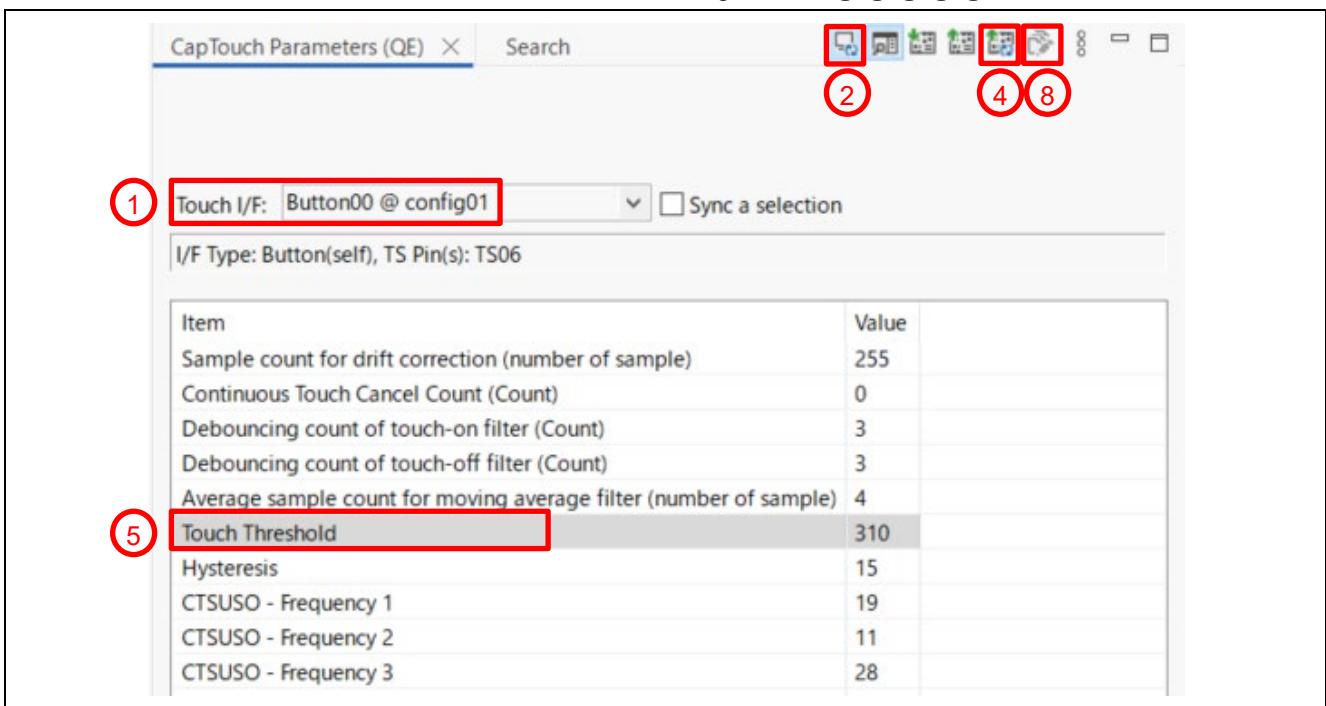 CapTouch Parameters (QE) Search
2 4 8
1 Touch I/F: Button00 @ config01 Sync a selection
I/F Type: Button(self), TS Pin(s): TS06
Item Value
Sample count for drift correction (number of sample) 255
Continuous Touch Cancel Count (Count) 0
Debouncing count of touch-on filter (Count) 3
Debouncing count of touch-off filter (Count) 3
Average sample count for moving average filter (number of sample) 4
5 Touch Threshold 310
Hysteresis 15
CTSUSO - Frequency 1 19
CTSUSO - Frequency 2 11
CTSUSO - Frequency 3 28